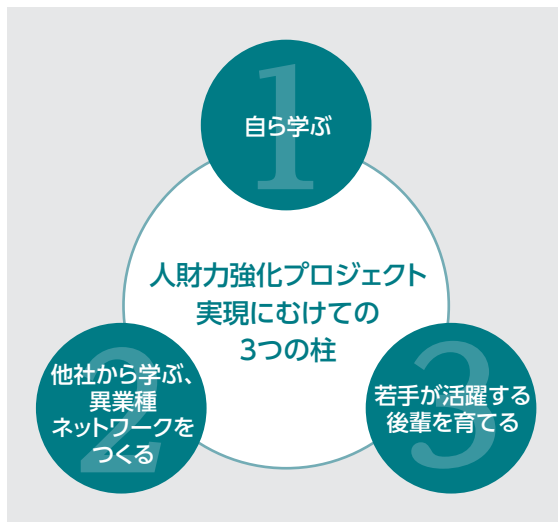 1
自ら学ぶ
人財力強化プロジェクト
実現にむけての
3つの柱
2
他社から学ぶ、
異業種
ネットワークを
つくる
3
若手が活躍する
後輩を育てる